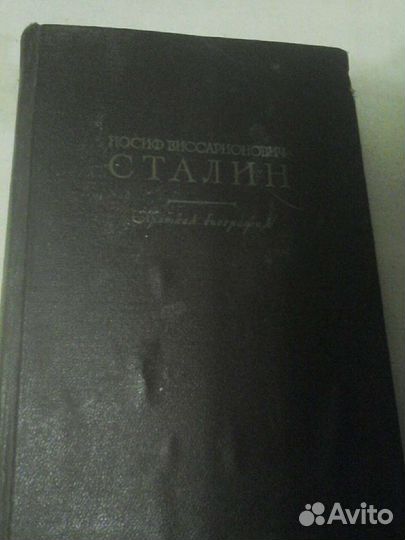 ИОСИФ ВИССАРИОНОВИЧ
СТАЛИН
Краткая биография
Avito